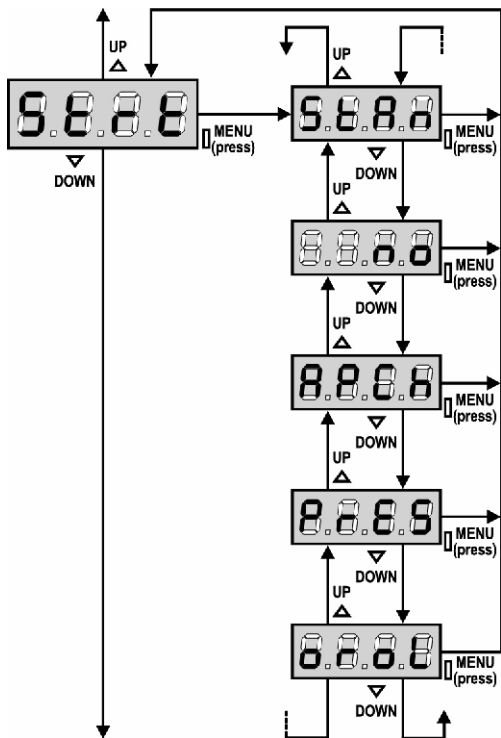 UP
Strt
MENU
(press)
DOWN
UP
StAn
MENU
(press)
DOWN
UP
no
MENU
(press)
DOWN
UP
APCh
MENU
(press)
DOWN
UP
PrES
MENU
(press)
DOWN
UP
oroL
MENU
(press)
DOWN